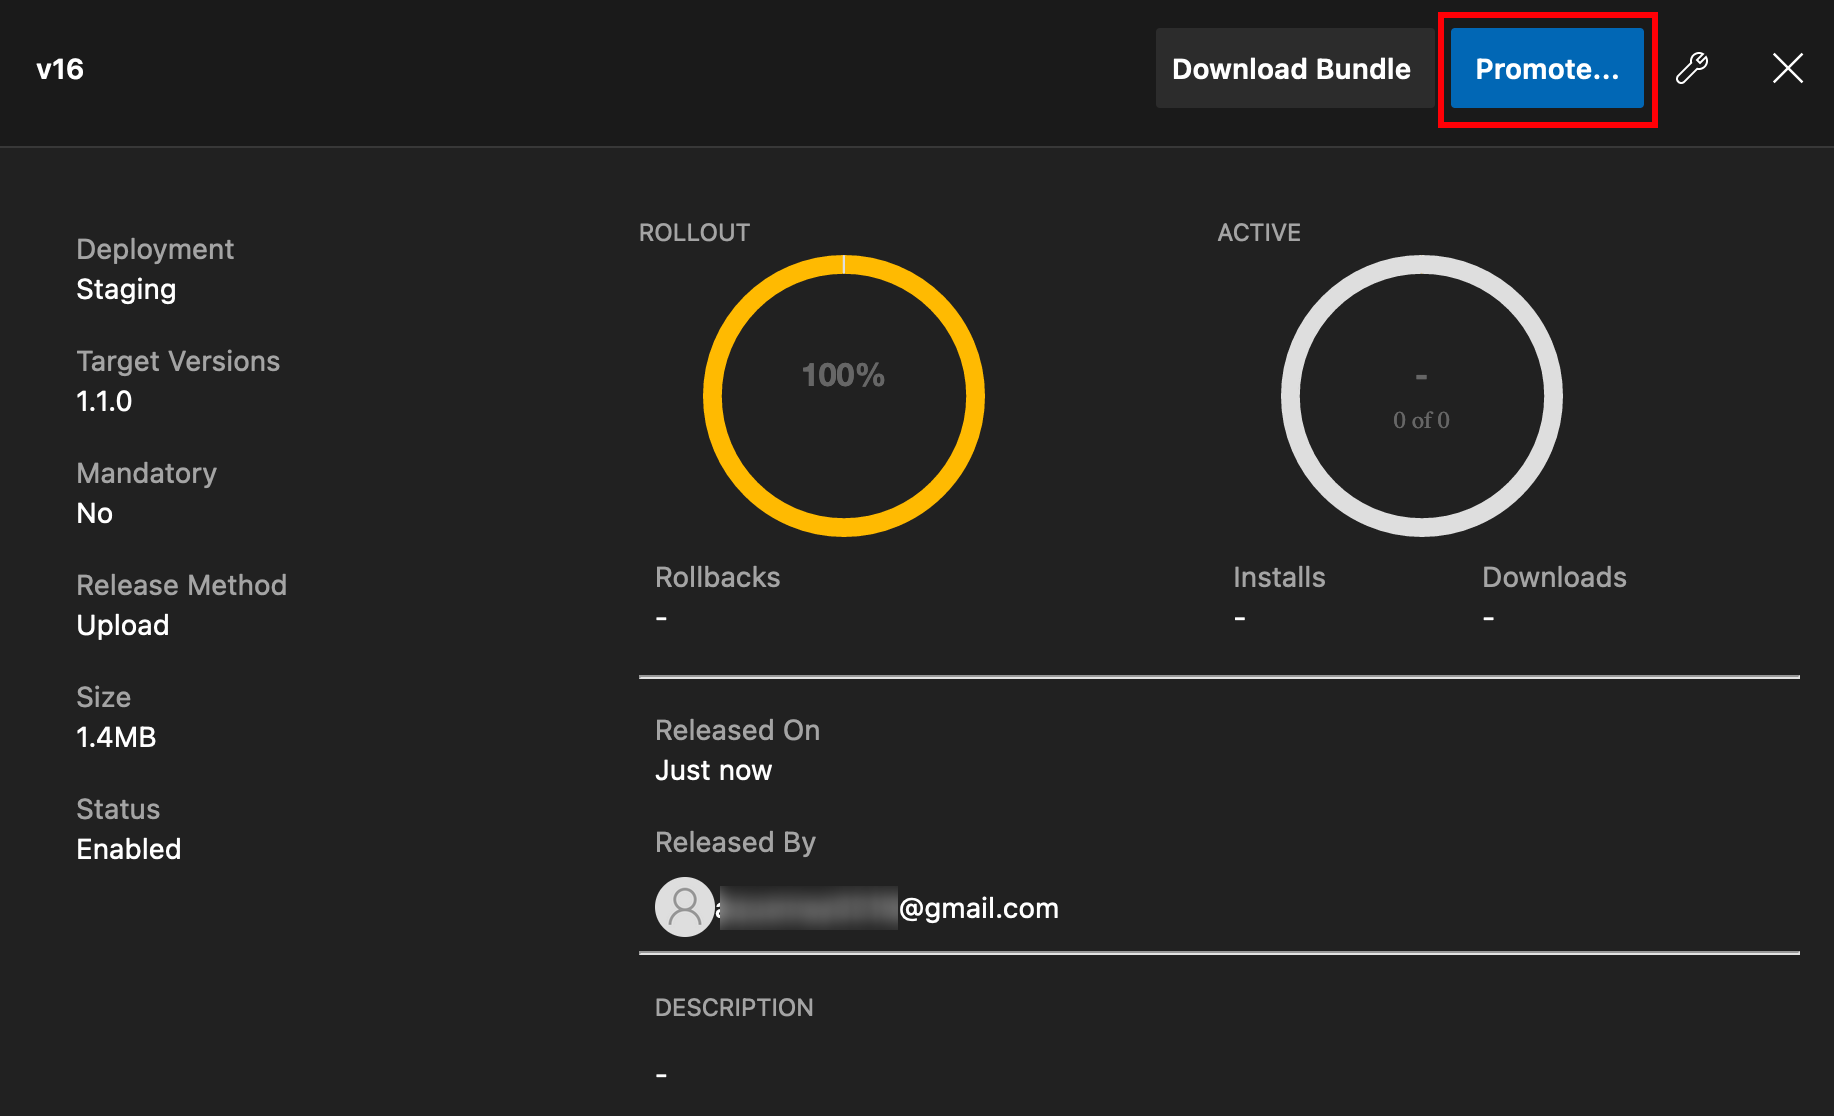 v16
Download Bundle
Promote...
Deployment
Staging
Target Versions
1.1.0
Mandatory
No
Release Method
Upload
Size
1.4MB
Status
Enabled
ROLLOUT
100%
Rollbacks
-
ACTIVE
-
0 of 0
Installs
-
Downloads
-
Released On
Just now
Released By
@gmail.com
DESCRIPTION
-